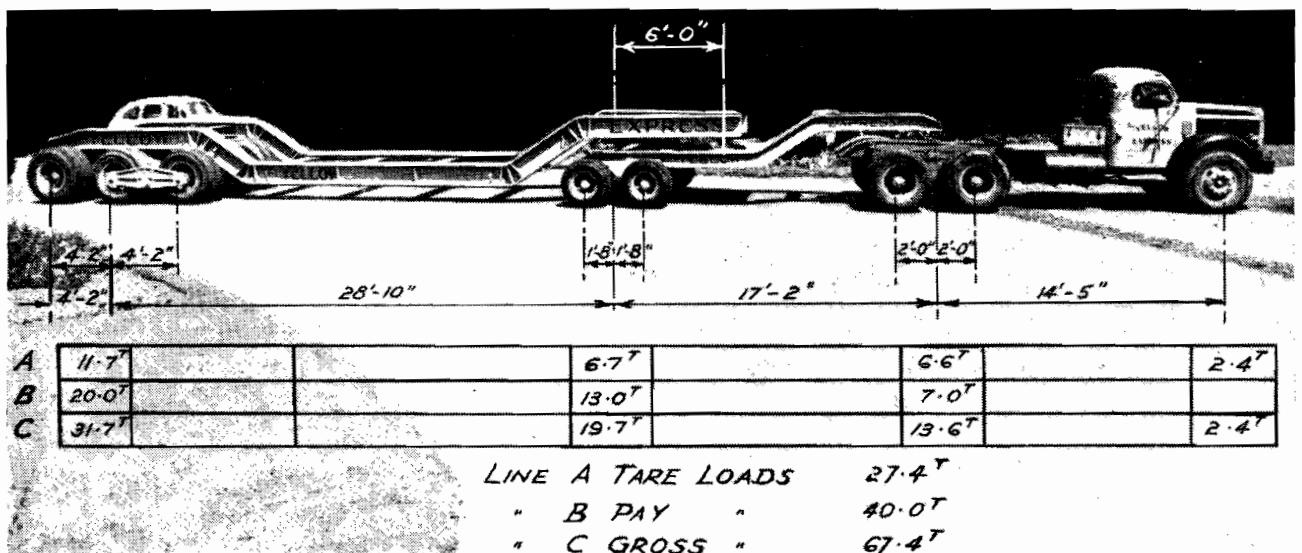 6'-0"
EXPRESS
YELLOW
4'-2" 4'-2" 1'-8" 1'-8" 2'-0" 2'-0"
4'-2" 28'-10" 17'-2" 14'-5"
A 11·7ᵀ 6·7ᵀ 6·6ᵀ 2·4ᵀ
B 20·0ᵀ 13·0ᵀ 7·0ᵀ
C 31·7ᵀ 19·7ᵀ 13·6ᵀ 2·4ᵀ
LINE A TARE LOADS 27·4ᵀ
" B PAY " 40·0ᵀ
" C GROSS " 67·4ᵀ